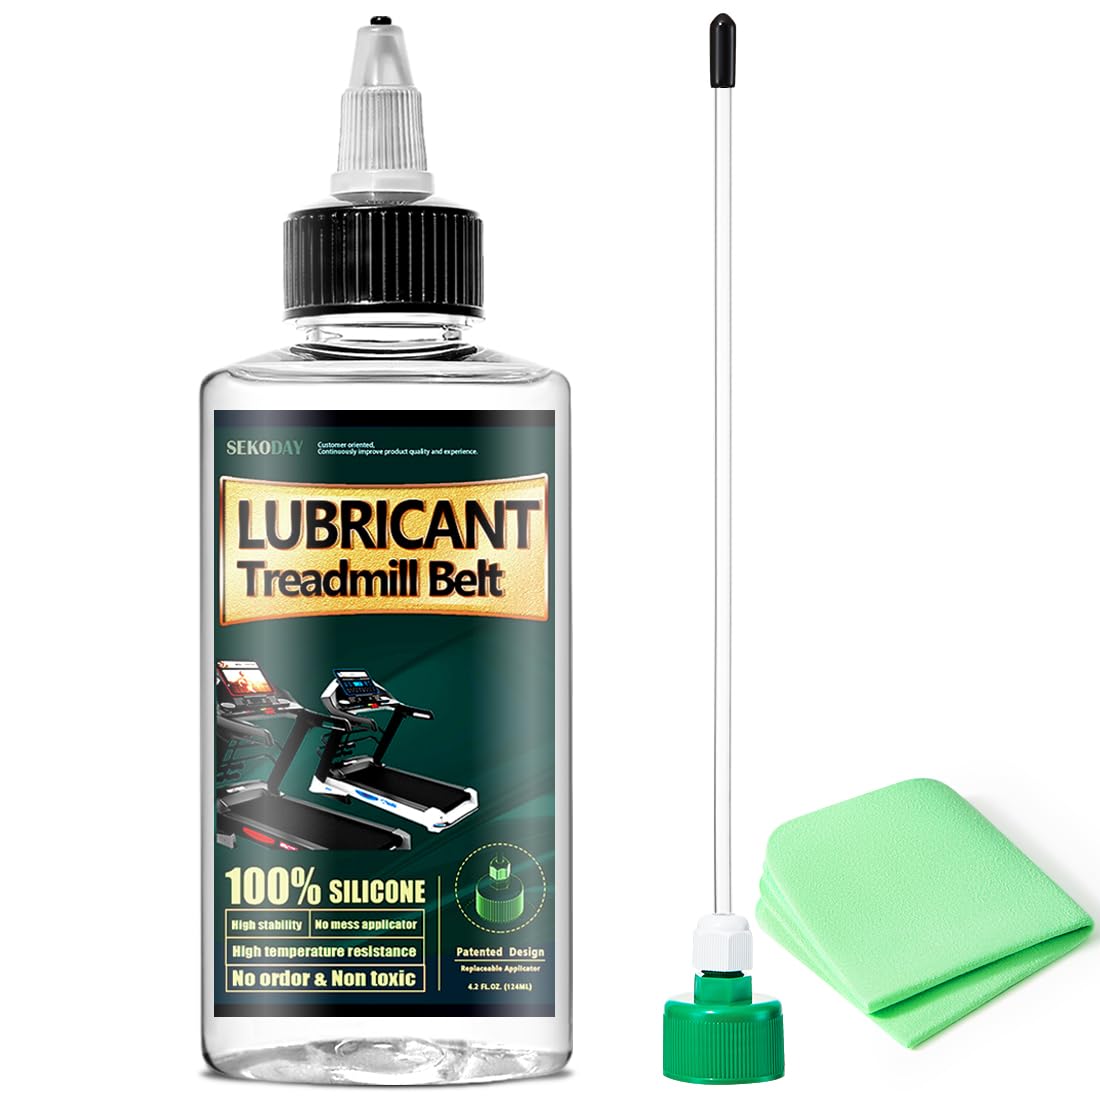 SEKODAY
Customer oriented,
Continuously improve product quality and experience.
LUBRICANT
Treadmill Belt
100% SILICONE
High stability
No mess applicator
High temperature resistance
No ordor & Non toxic
Patented Design
Replaceable Applicator
4.2 FL.OZ. (124ML)